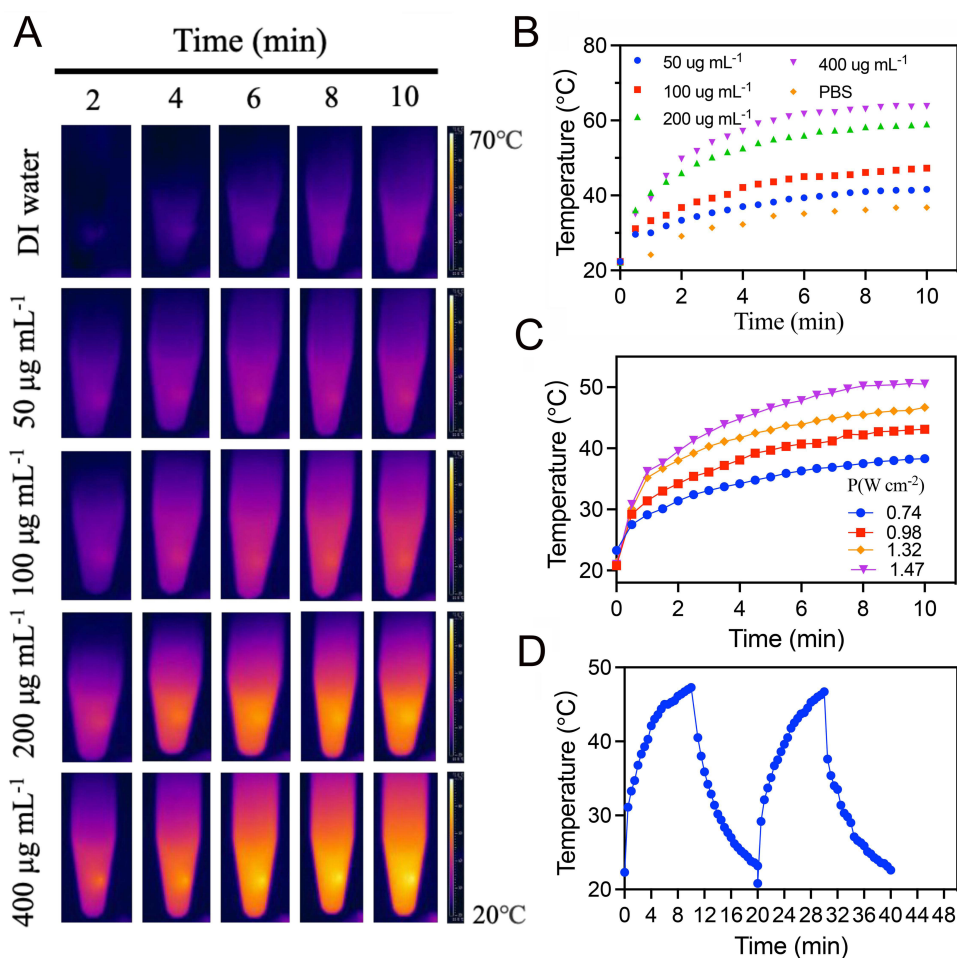 A
Time (min)
2 4 6 8 10
DI water
50 µg mL-1
100 µg mL-1
200 µg mL-1
400 µg mL-1
70℃
20℃
B
50 ug mL-1
100 ug mL-1
200 ug mL-1
400 ug mL-1
PBS
Temperature (°C)
80
60
40
20
0 2 4 6 8 10
Time (min)
C
Temperature (°C)
50
40
30
20
P(W cm-2)
0.74
0.98
1.32
1.47
0 2 4 6 8 10
Time (min)
D
Temperature (°C)
50
40
30
20
0 4 8 12 16 20 24 28 32 36 40 44 48
Time (min)